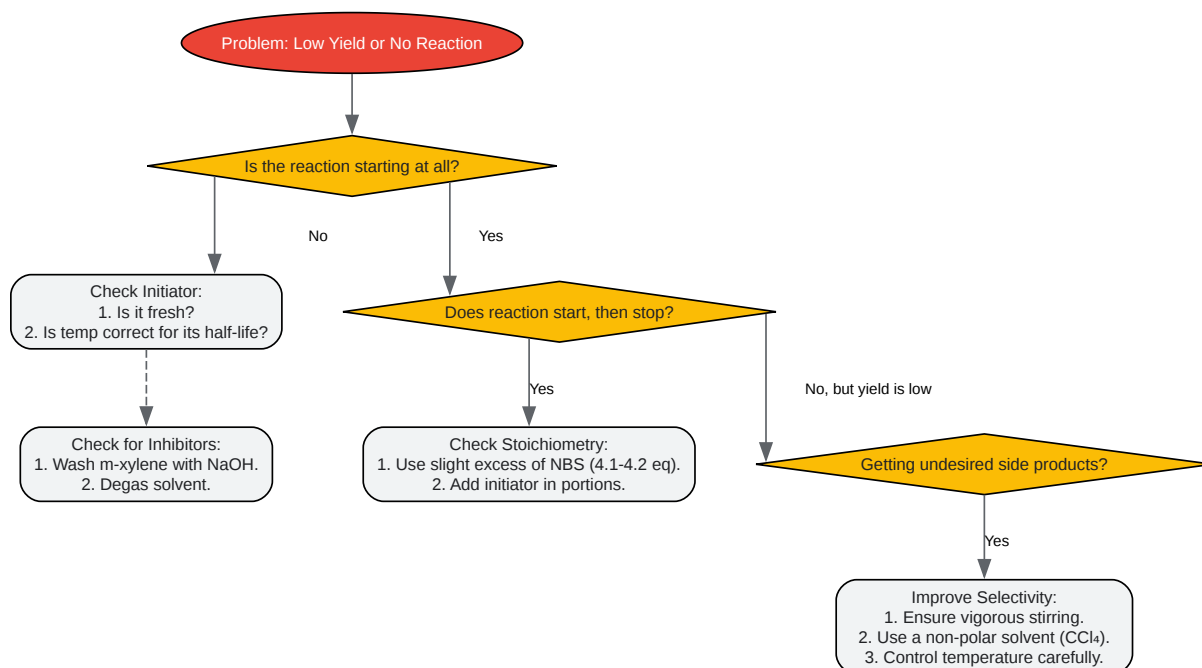 Problem: Low Yield or No Reaction
Is the reaction starting at all?
No
Yes
Check Initiator:
1. Is it fresh?
2. Is temp correct for its half-life?
Does reaction start, then stop?
Yes
No, but yield is low
Check for Inhibitors:
1. Wash m-xylene with NaOH.
2. Degas solvent.
Check Stoichiometry:
1. Use slight excess of NBS (4.1-4.2 eq).
2. Add initiator in portions.
Getting undesired side products?
Yes
Improve Selectivity:
1. Ensure vigorous stirring.
2. Use a non-polar solvent (CCl₄).
3. Control temperature carefully.